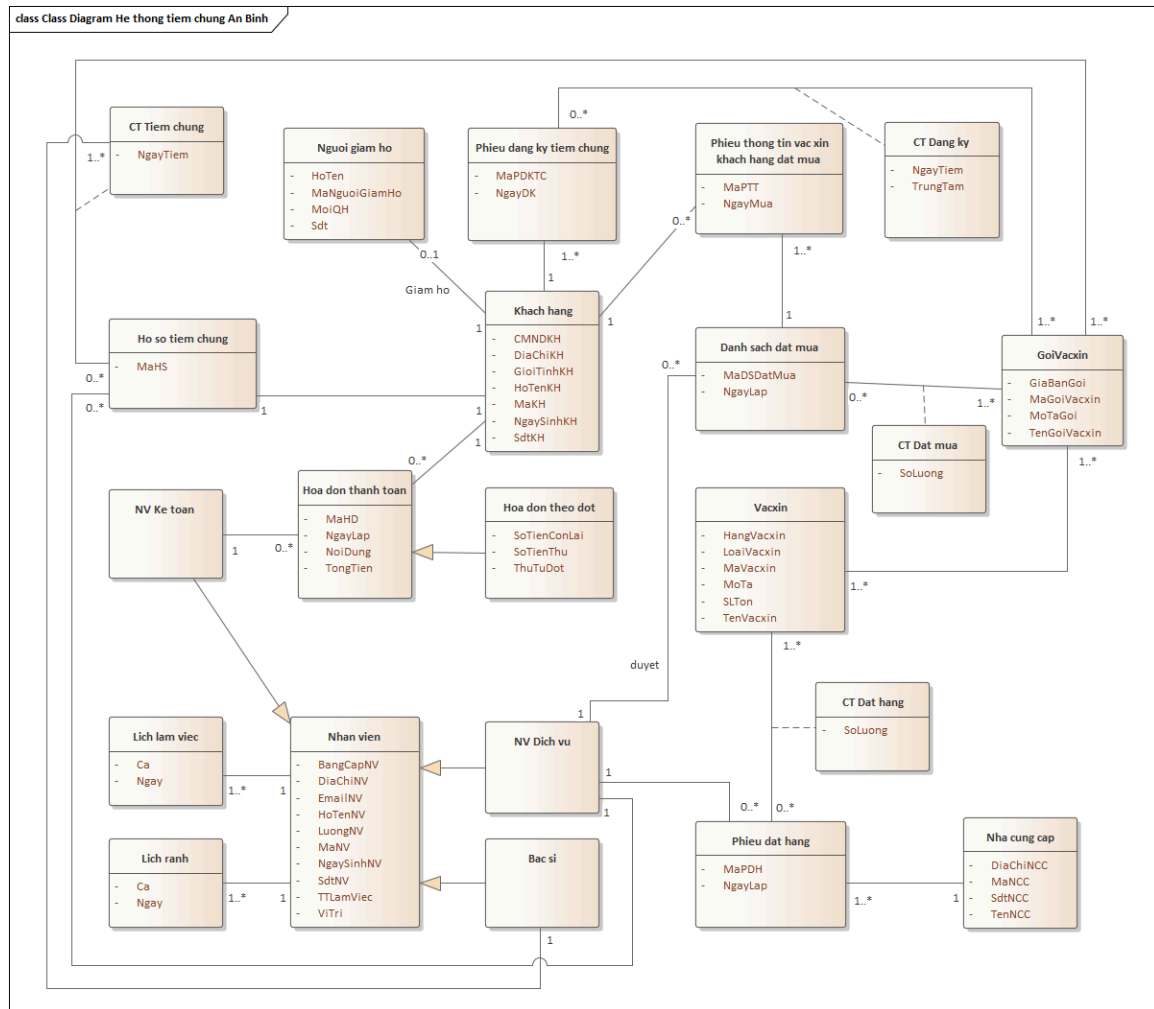 class Class Diagram He thong tiem chung An Binh
CT Tiem chung
- NgayTiem
1..*
Nguoi giam ho
- HoTen
- MaNguoiGiamHo
- MoiQH
- Sdt
0..1
Giam ho
1
Phieu dang ky tiem chung
- MaPDKTC
- NgayDK
0..*
1..*
1
Phieu thong tin vac xin
khach hang dat mua
- MaPTT
- NgayMua
0..*
1
1..*
1
CT Dang ky
- NgayTiem
- TrungTam
1..*
1..*
Ho so tiem chung
- MaHS
0..*
0..*
1
1
Khach hang
- CMNDKH
- DiaChiKH
- GioiTinhKH
- HoTenKH
- MaKH
- NgaySinhKH
- SdtKH
1
0..*
Danh sach dat mua
- MaDSDatMua
- NgayLap
0..*
0..*
1..*
GoiVacxin
- GiaBanGoi
- MaGoiVacxin
- MoTaGoi
- TenGoiVacxin
1..*
CT Dat mua
- SoLuong
NV Ke toan
1
0..*
Hoa don thanh toan
- MaHD
- NgayLap
- NoiDung
- TongTien
Hoa don theo dot
- SoTienConLai
- SoTienThu
- ThuTuDot
Vacxin
- HangVacxin
- LoaiVacxin
- MaVacxin
- MoTa
- SLTon
- TenVacxin
1..*
1..*
duyet
1
CT Dat hang
- SoLuong
Lich lam viec
- Ca
- Ngay
1..*
1
Nhan vien
- BangCapNV
- DiaChiNV
- EmailNV
- HoTenNV
- LuongNV
- MaNV
- NgaySinhNV
- SdtNV
- TTLamViec
- ViTri
NV Dich vu
1
1
0..*
0..*
Lich ranh
- Ca
- Ngay
1..*
1
Bac si
1
Phieu dat hang
- MaPDH
- NgayLap
1..*
1
Nha cung cap
- DiaChiNCC
- MaNCC
- SdtNCC
- TenNCC